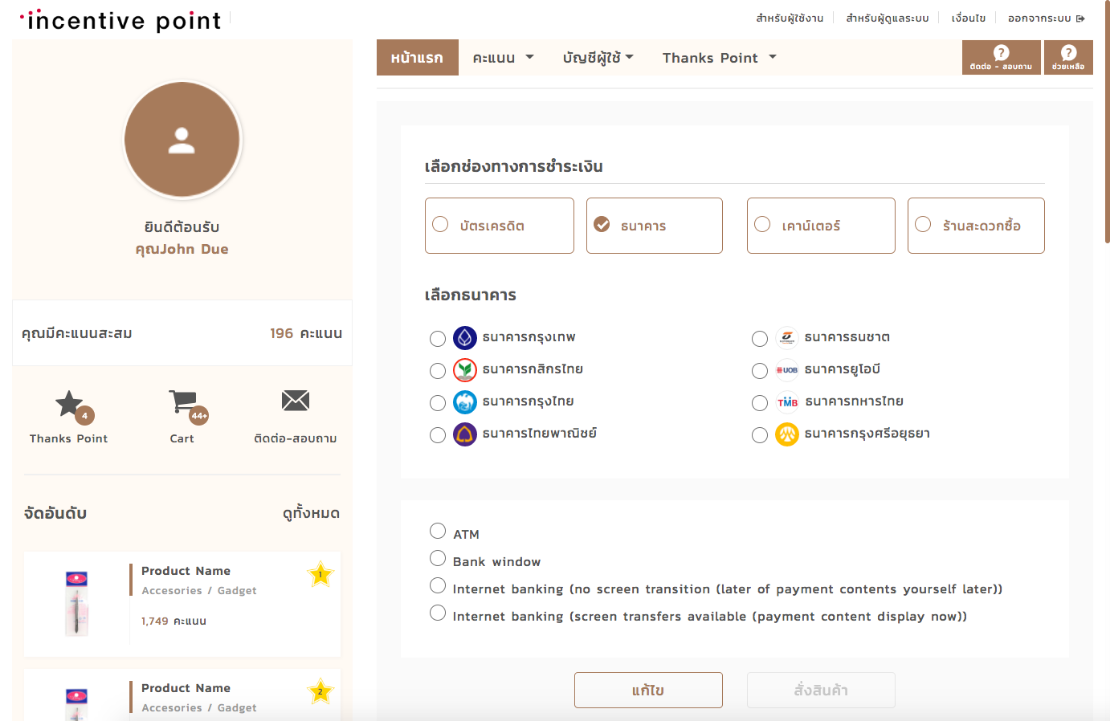 incentive point
สำหรับผู้ใช้งาน
สำหรับผู้ดูแลระบบ
เงื่อนไข
ออกจากระบบ
หน้าแรก
คะแนน
บัญชีผู้ใช้
Thanks Point
ติดต่อ - สอบถาม
ช่วยเหลือ
ยินดีต้อนรับ
คุณJohn Due
คุณมีคะแนนสะสม
196 คะแนน
4
44+
Thanks Point
Cart
ติดต่อ-สอบถาม
จัดอันดับ
ดูทั้งหมด
Product Name
Accesories / Gadget
1,749 คะแนน
1
Product Name
Accesories / Gadget
2
เลือกช่องทางการชำระเงิน
บัตรเครดิต
ธนาคาร
เคาน์เตอร์
ร้านสะดวกซื้อ
เลือกธนาคาร
ธนาคารกรุงเทพ
ธนาคารธนชาต
ธนาคารกสิกรไทย
UOB
ธนาคารยูโอบี
ธนาคารกรุงไทย
TMB
ธนาคารทหารไทย
ธนาคารไทยพาณิชย์
ธนาคารกรุงศรีอยุธยา
ATM
Bank window
Internet banking (no screen transition (later of payment contents yourself later))
Internet banking (screen transfers available (payment content display now))
แก้ไข
สั่งสินค้า